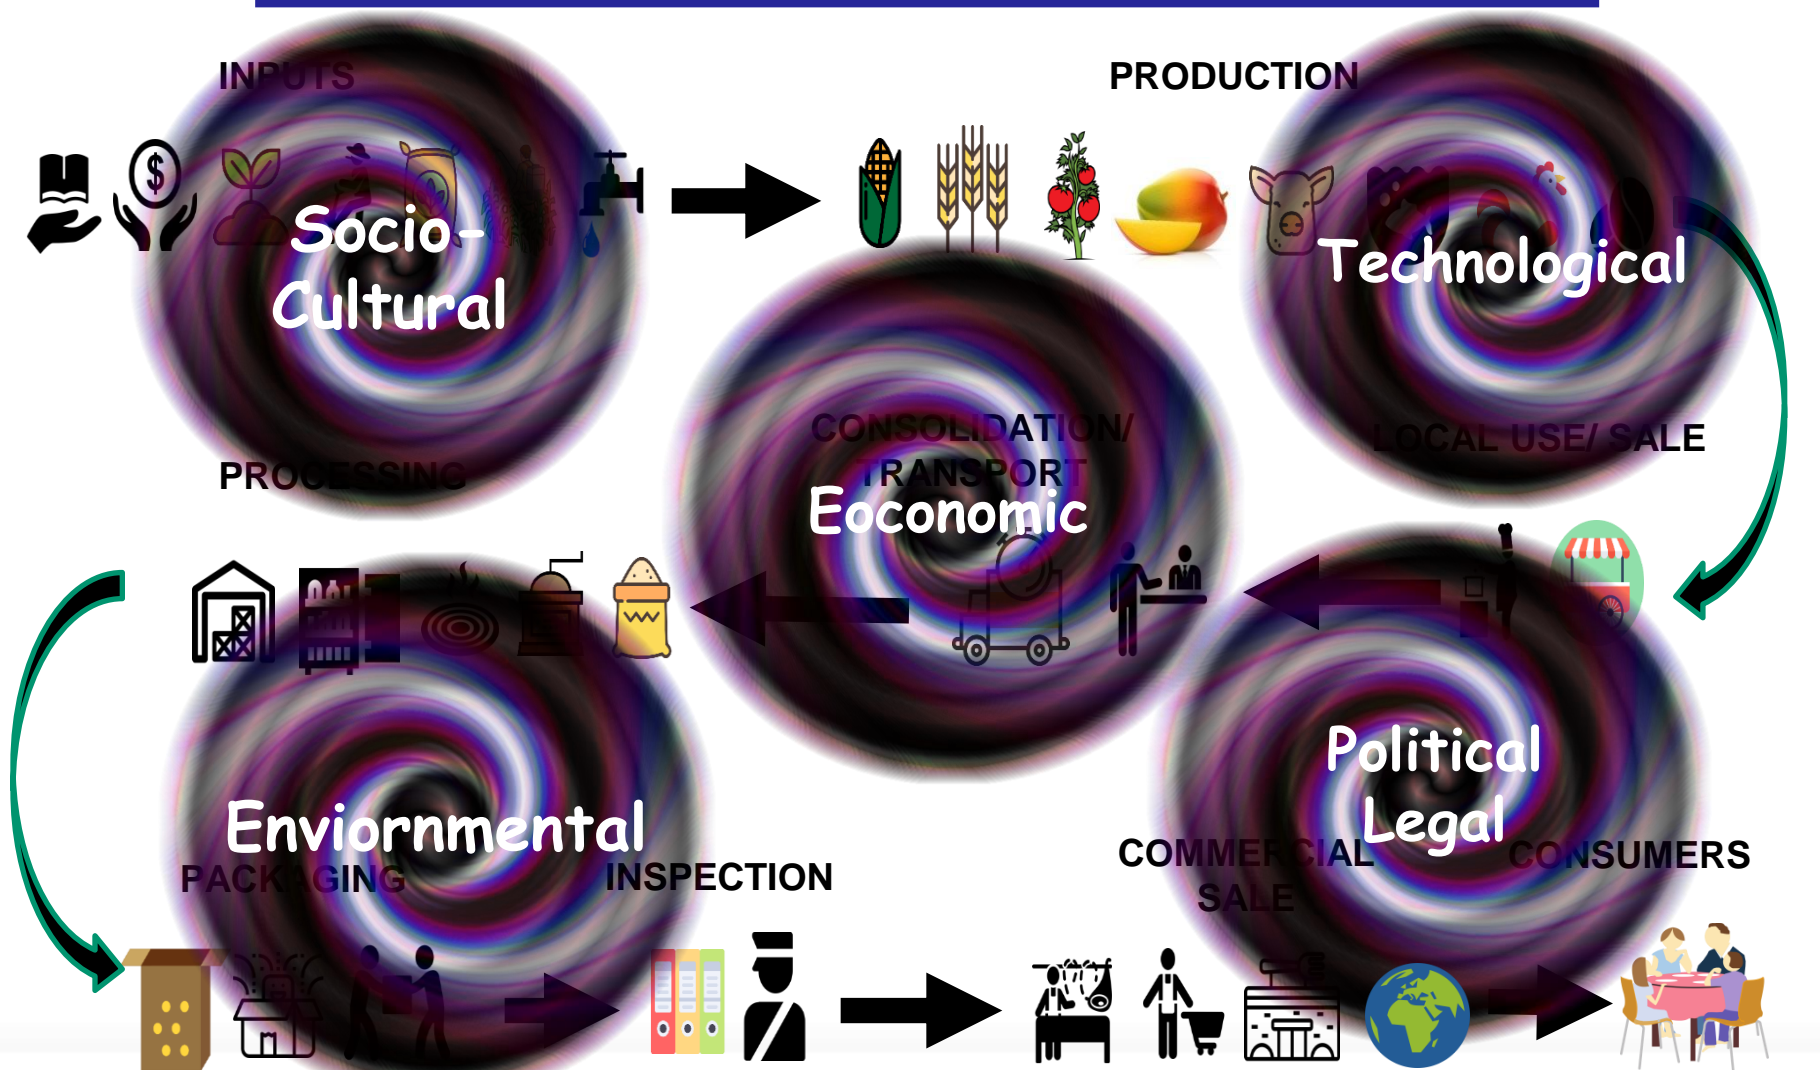 INPUTS
PRODUCTION
$
Socio-
Cultural
Technological
CONSOLIDATION/
TRANSPORT
LOCAL USE/ SALE
PROCESSING
Eoconomic
Political
Legal
Enviornmental
PACKAGING
INSPECTION
COMMERCIAL
SALE
CONSUMERS